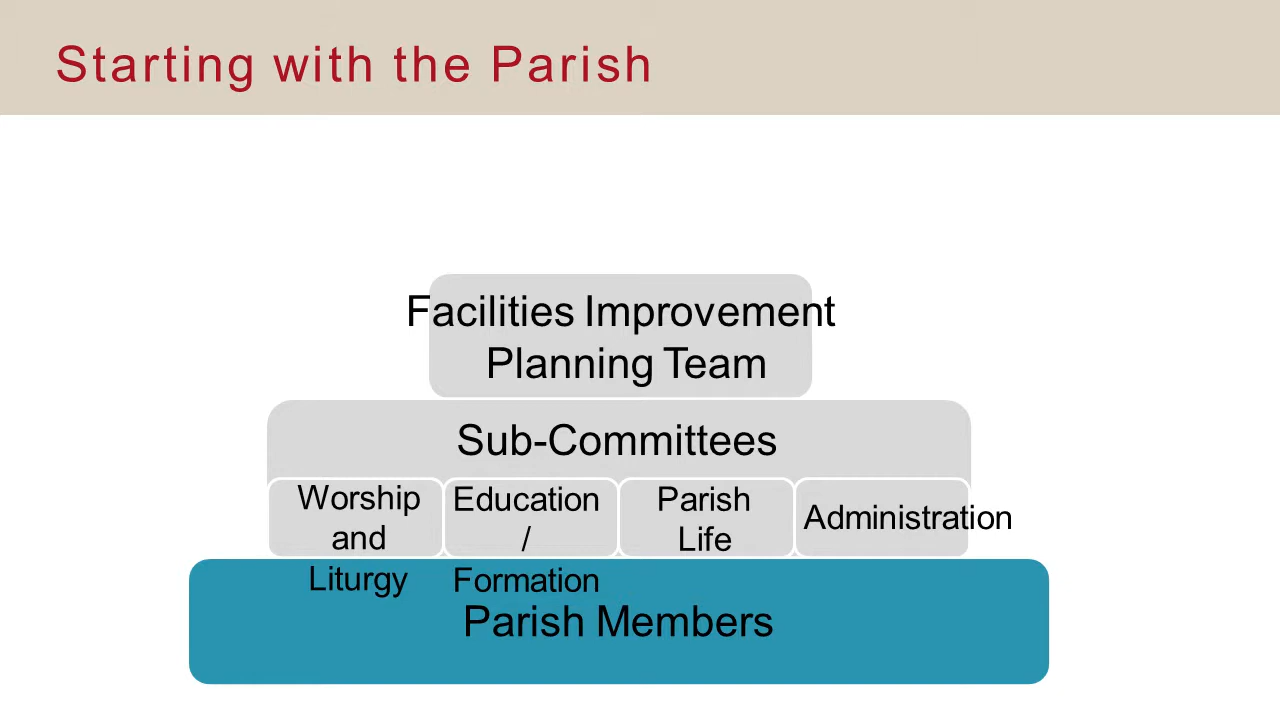 Starting with the Parish
Facilities Improvement
Planning Team
Sub-Committees
Worship
and
Liturgy
Education
/
Formation
Parish
Life
Administration
Parish Members